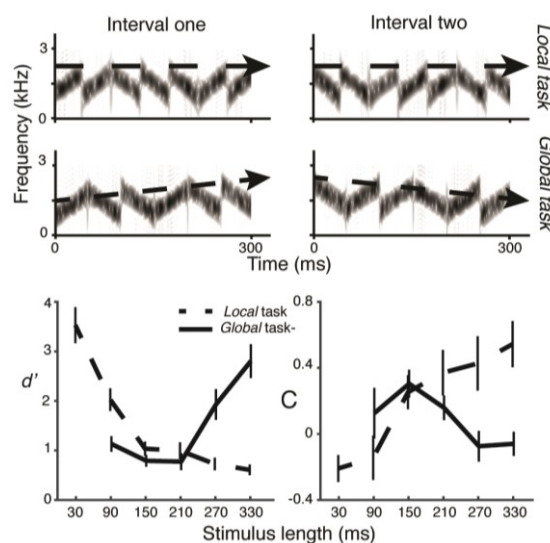 Interval one
Interval two
3
0
Local task
Frequency (kHz)
3
0
Global task
0
300
0
300
Time (ms)
Local task
Global task-
4
3
2
1
0
d'
30 90 150 210 270 330
0.8
0.4
0
-0.4
C
30 90 150 210 270 330
Stimulus length (ms)